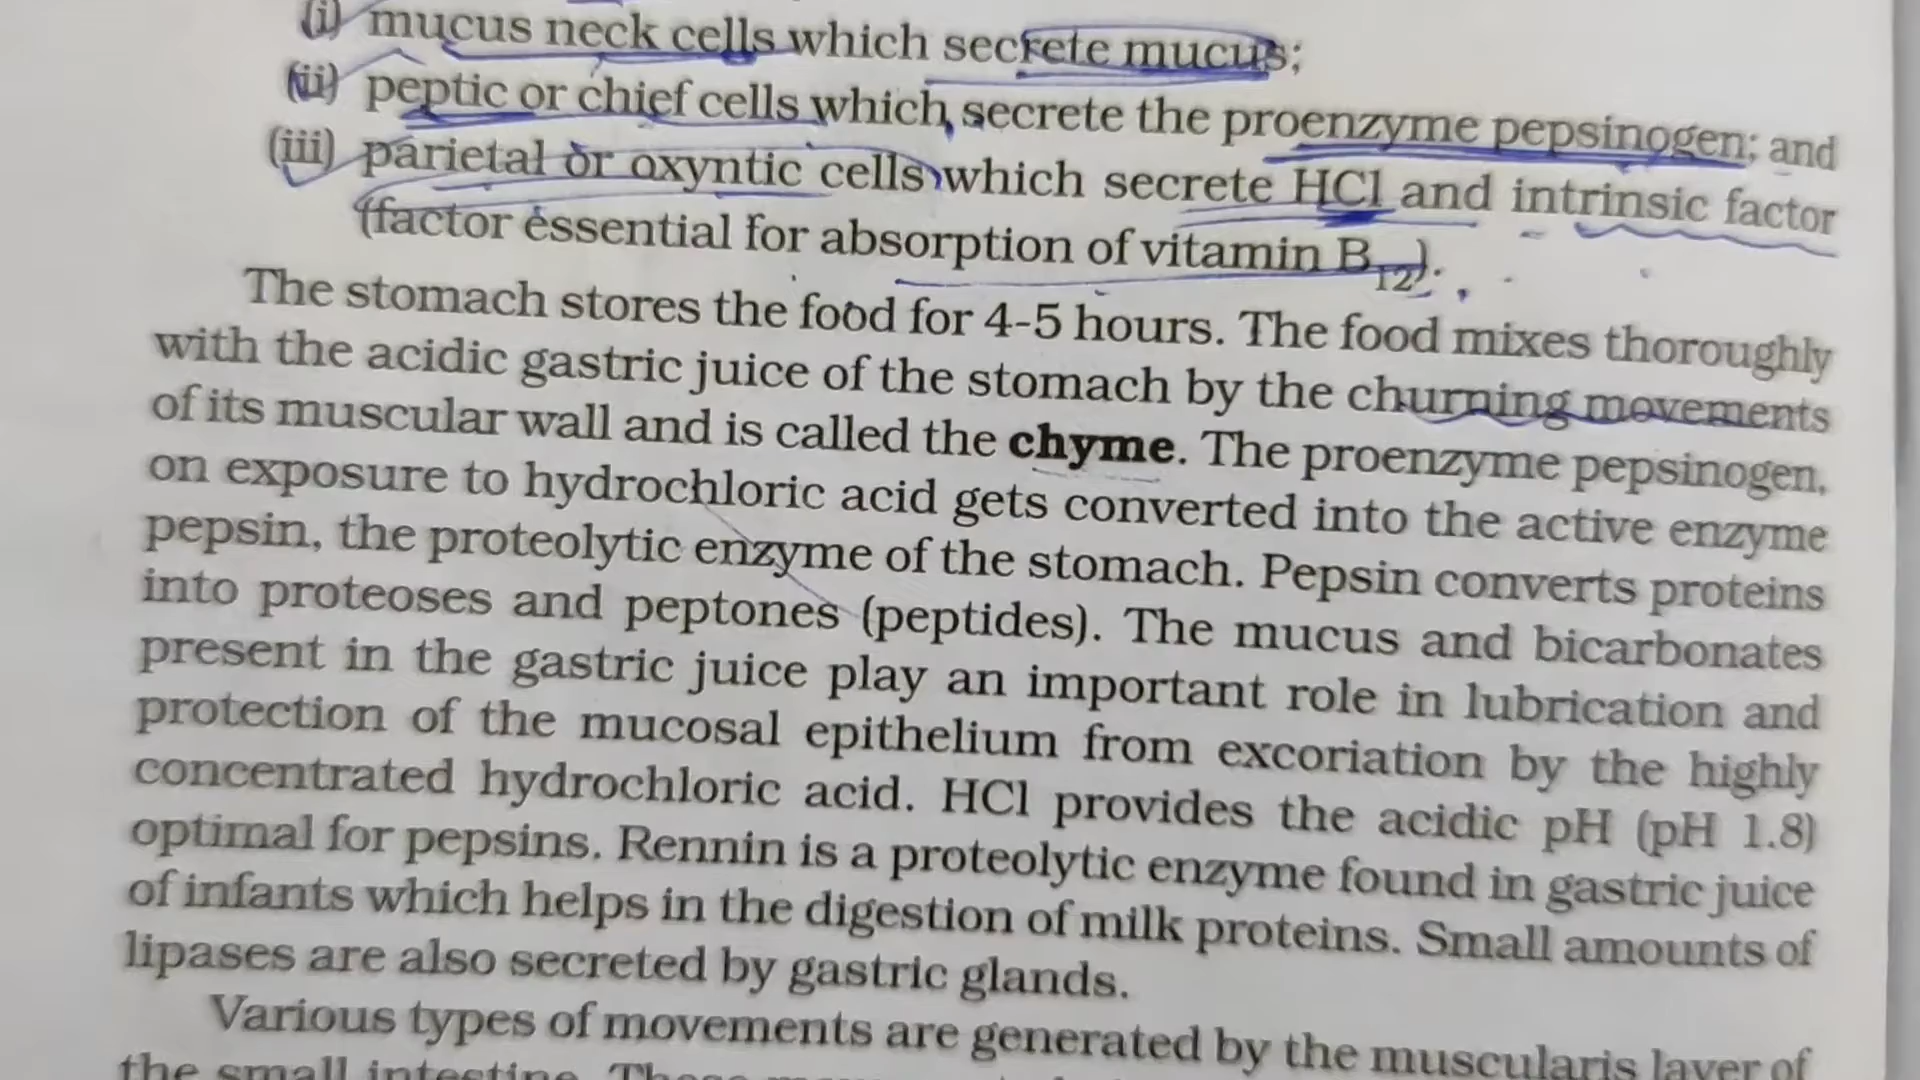 (i) mucus neck cells which secrete mucus;
(ii) peptic or chief cells which secrete the proenzyme pepsinogen; and
(iii) parietal or oxyntic cells which secrete HCl and intrinsic factor
(factor essential for absorption of vitamin B12).
The stomach stores the food for 4-5 hours. The food mixes thoroughly
with the acidic gastric juice of the stomach by the churning movements
of its muscular wall and is called the chyme. The proenzyme pepsinogen,
on exposure to hydrochloric acid gets converted into the active enzyme
pepsin, the proteolytic enzyme of the stomach. Pepsin converts proteins
into proteoses and peptones (peptides). The mucus and bicarbonates
present in the gastric juice play an important role in lubrication and
protection of the mucosal epithelium from excoriation by the highly
concentrated hydrochloric acid. HCl provides the acidic pH (pH 1.8)
optimal for pepsins. Rennin is a proteolytic enzyme found in gastric juice
of infants which helps in the digestion of milk proteins. Small amounts of
lipases are also secreted by gastric glands.
Various types of movements are generated by the muscularis layer of
the small intestine.